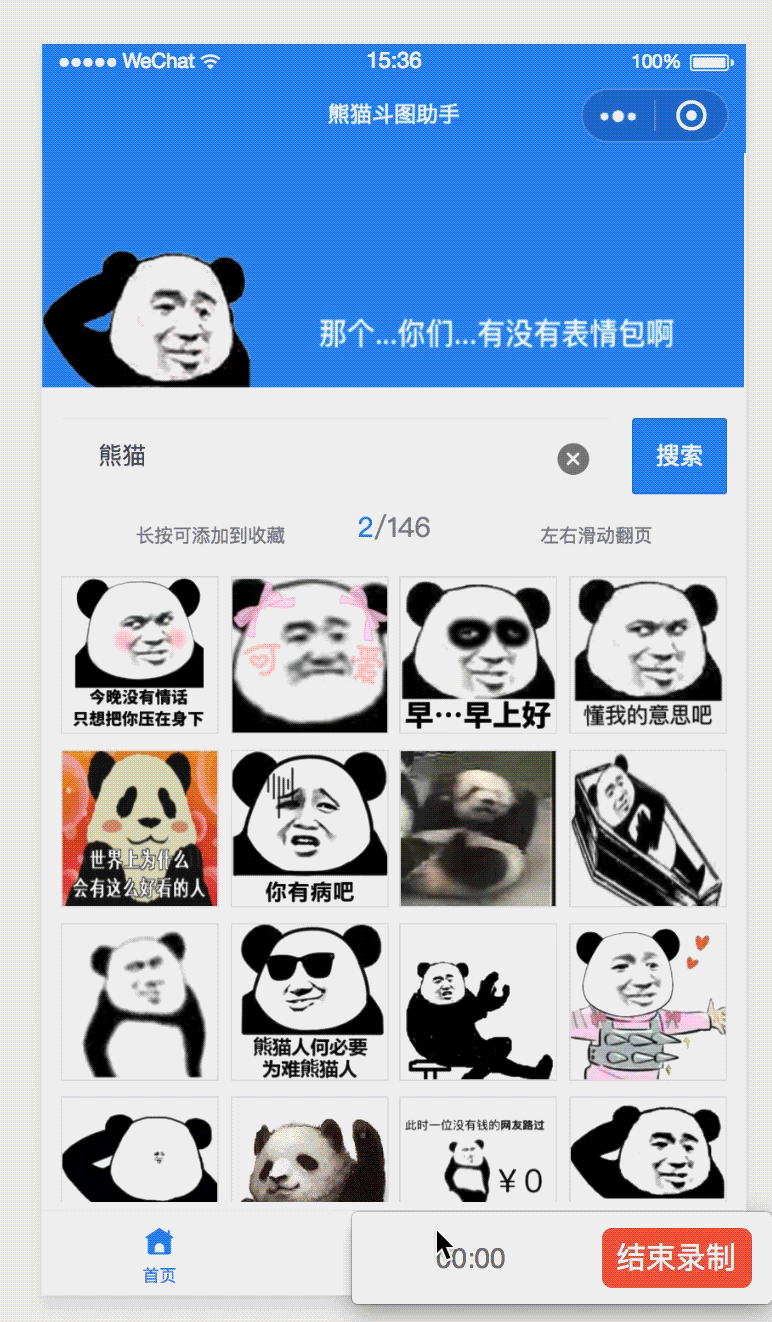 WeChat
15:36
100%
熊猫斗图助手
那个...你们...有没有表情包啊
熊猫
搜索
长按可添加到收藏
2/146
左右滑动翻页
今晚没有情话
只想把你压在身下
可爱
早…早上好
懂我的意思吧
世界上为什么
会有这么好看的人
你有病吧
熊猫人何必要
为难熊猫人
此时一位没有钱的网友路过
￥0
首页
00:00
结束录制